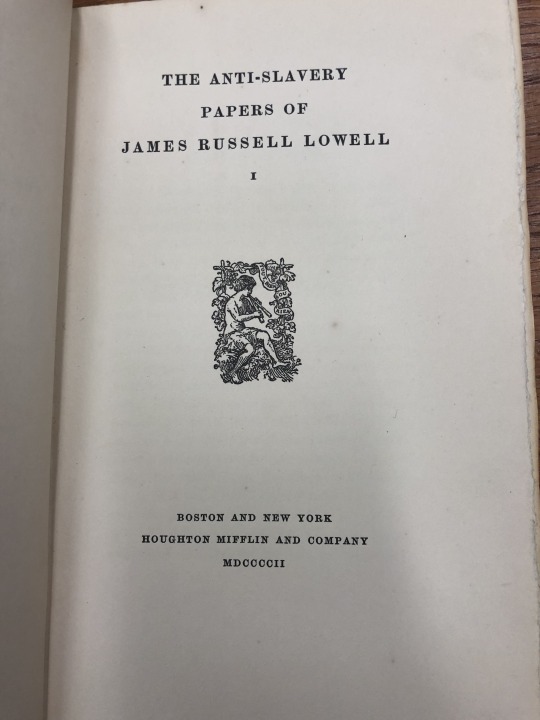 THE ANTI-SLAVERY
PAPERS OF
JAMES RUSSELL LOWELL
I
BOSTON AND NEW YORK
HOUGHTON MIFFLIN AND COMPANY
MDCCCCII